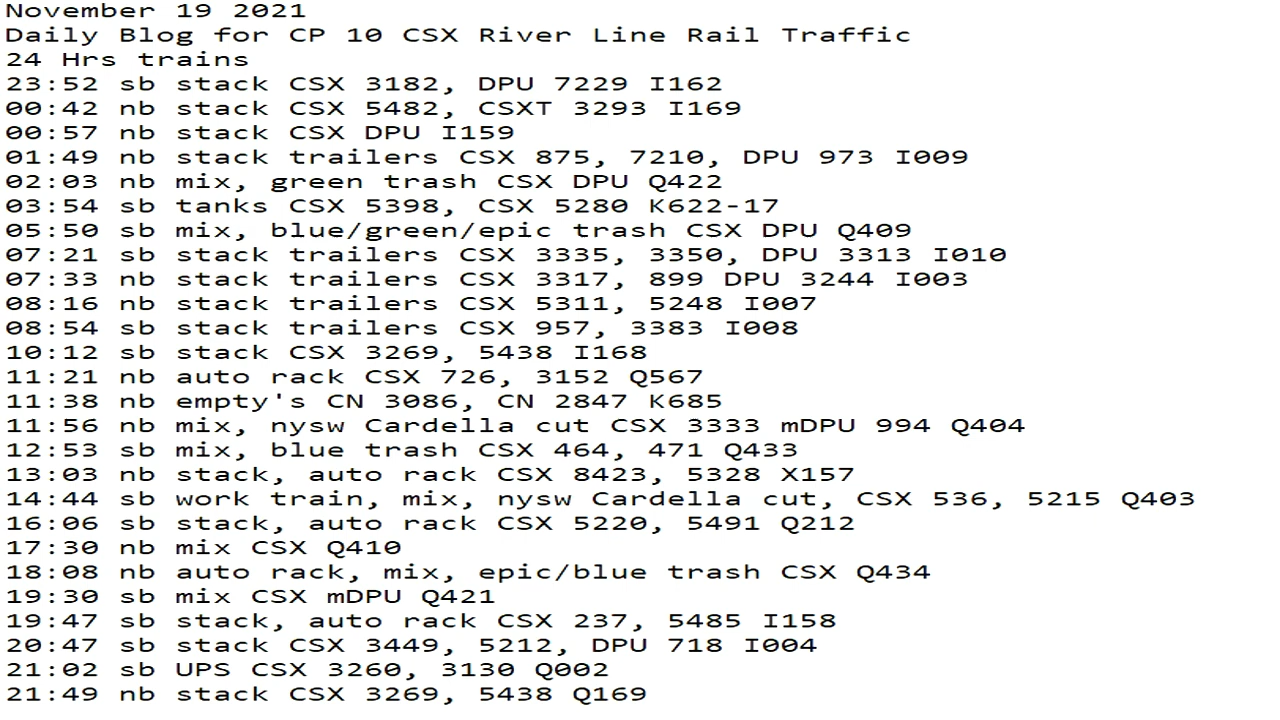 November 19 2021
Daily Blog for CP 10 CSX River Line Rail Traffic
24 Hrs trains
23:52 sb stack CSX 3182, DPU 7229 I162
00:42 nb stack CSX 5482, CSXT 3293 I169
00:57 nb stack CSX DPU I159
01:49 nb stack trailers CSX 875, 7210, DPU 973 I009
02:03 nb mix, green trash CSX DPU Q422
03:54 sb tanks CSX 5398, CSX 5280 K622-17
05:50 sb mix, blue/green/epic trash CSX DPU Q409
07:21 sb stack trailers CSX 3335, 3350, DPU 3313 I010
07:33 nb stack trailers CSX 3317, 899 DPU 3244 I003
08:16 nb stack trailers CSX 5311, 5248 I007
08:54 sb stack trailers CSX 957, 3383 I008
10:12 sb stack CSX 3269, 5438 I168
11:21 nb auto rack CSX 726, 3152 Q567
11:38 nb empty's CN 3086, CN 2847 K685
11:56 nb mix, nysw Cardella cut CSX 3333 mDPU 994 Q404
12:53 sb mix, blue trash CSX 464, 471 Q433
13:03 nb stack, auto rack CSX 8423, 5328 X157
14:44 sb work train, mix, nysw Cardella cut, CSX 536, 5215 Q403
16:06 sb stack, auto rack CSX 5220, 5491 Q212
17:30 nb mix CSX Q410
18:08 nb auto rack, mix, epic/blue trash CSX Q434
19:30 sb mix CSX mDPU Q421
19:47 sb stack, auto rack CSX 237, 5485 I158
20:47 sb stack CSX 3449, 5212, DPU 718 I004
21:02 sb UPS CSX 3260, 3130 Q002
21:49 nb stack CSX 3269, 5438 Q169